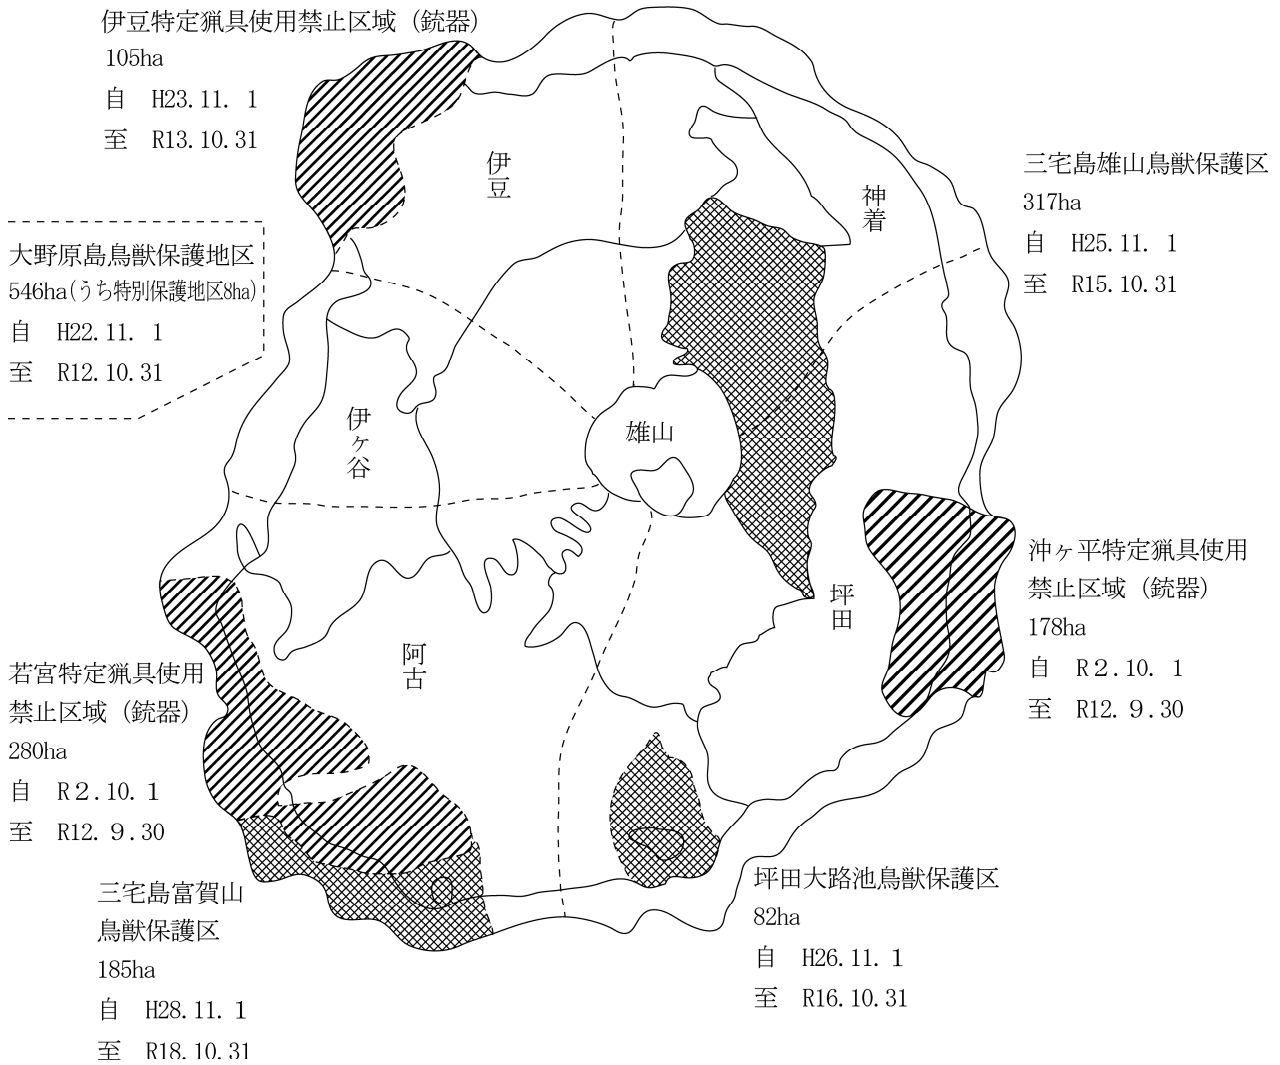 伊豆特定猟具使用禁止区域（銃器）
105ha
自　H23.11. 1
至　R13.10.31
大野原島鳥獣保護地区
546ha(うち特別保護地区8ha)
自　H22.11. 1
至　R12.10.31
伊豆
神着
三宅島雄山鳥獣保護区
317ha
自　H25.11. 1
至　R15.10.31
伊ヶ谷
雄山
坪田
阿古
沖ヶ平特定猟具使用
禁止区域（銃器）
178ha
自　R２.10. 1
至　R12.９.30
若宮特定猟具使用
禁止区域（銃器）
280ha
自　R２.10. 1
至　R12.９.30
三宅島富賀山
鳥獣保護区
185ha
自　H28.11. 1
至　R18.10.31
坪田大路池鳥獣保護区
82ha
自　H26.11. 1
至　R16.10.31